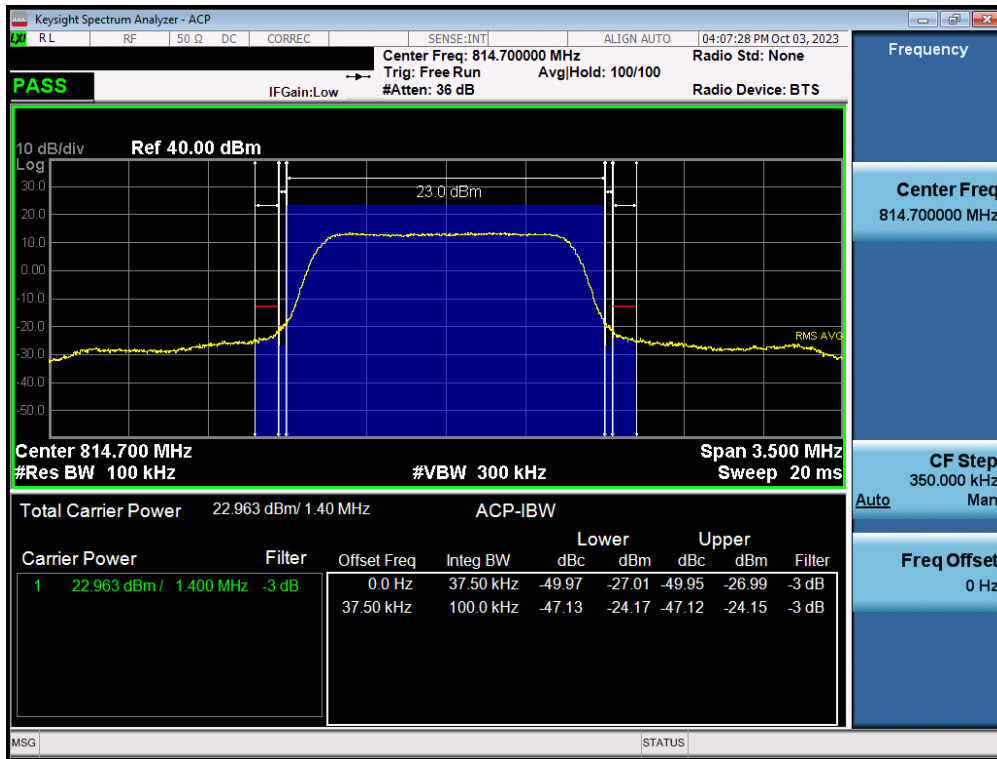 Keysight Spectrum Analyzer - ACP
LXI RL RF 50 Ω DC CORREC SENSE:INT ALIGN AUTO 04:07:28 PM Oct 03, 2023
Center Freq: 814.700000 MHz Radio Std: None
Trig: Free Run Avg|Hold: 100/100
PASS IFGain:Low #Atten: 36 dB Radio Device: BTS
10 dB/div Ref 40.00 dBm
Log
30.0
23.0 dBm
20.0
10.0
0.00
-10.0
-20.0
RMS AVG
-30.0
-40.0
-50.0
Center 814.700 MHz Span 3.500 MHz
#Res BW 100 kHz #VBW 300 kHz Sweep 20 ms
Total Carrier Power 22.963 dBm/ 1.40 MHz ACP-IBW
Lower Upper
Carrier Power Filter Offset Freq Integ BW dBc dBm dBc dBm Filter
1 22.963 dBm / 1.400 MHz -3 dB 0.0 Hz 37.50 kHz -49.97 -27.01 -49.95 -26.99 -3 dB
37.50 kHz 100.0 kHz -47.13 -24.17 -47.12 -24.15 -3 dB
MSG STATUS
Frequency
Center Freq
814.700000 MHz
CF Step
350.000 kHz
Auto Man
Freq Offset
0 Hz